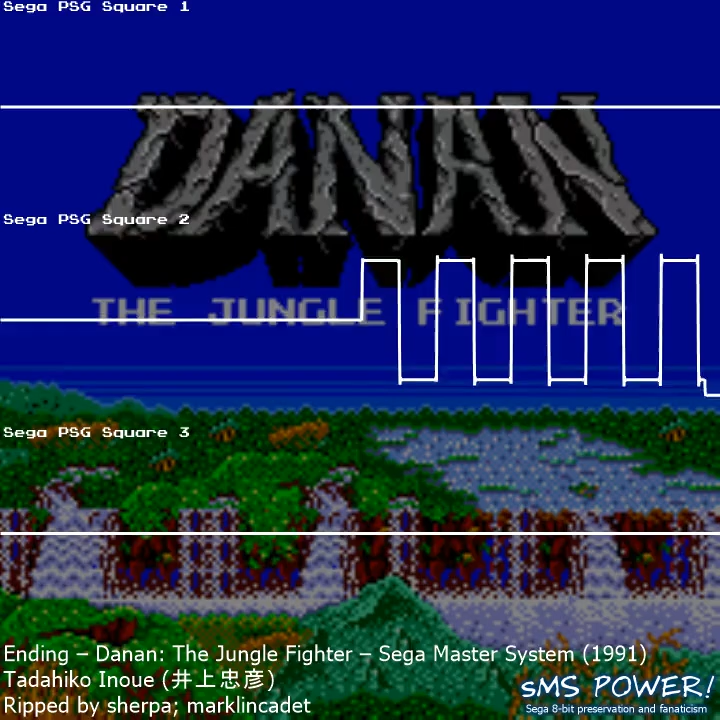 Sega PSG Square 1
DANAN
Sega PSG Square 2
THE JUNGLE FIGHTER
Sega PSG Square 3
Ending – Danan: The Jungle Fighter – Sega Master System (1991)
Tadahiko Inoue (井上忠彦)
Ripped by sherpa; marklincadet
SMS POWER!
Sega 8-bit preservation and fanaticism